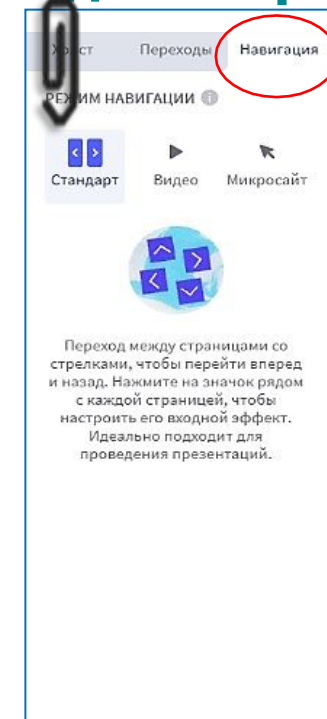 Переходы Навигация
РЕЖИМ НАВИГАЦИИ
Стандарт Видео Микросайт
Переход между страницами со
стрелками, чтобы перейти вперед
и назад. Нажмите на значок рядом
с каждой страницей, чтобы
настроить его входной эффект.
Идеально подходит для
проведения презентаций.